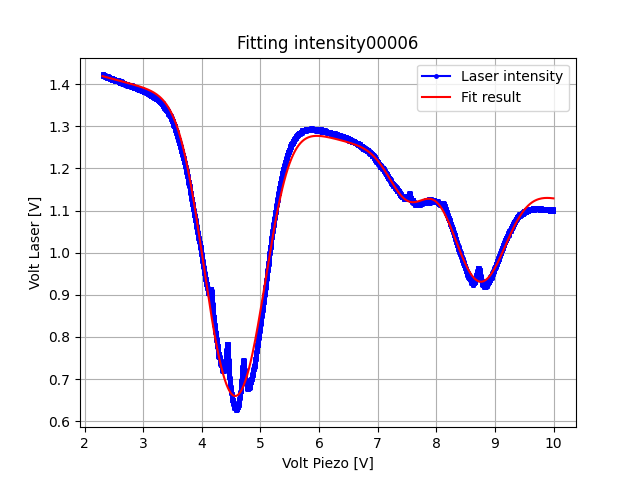 Fitting intensity00006
Laser intensity
Fit result
Volt Laser [V]
1.4
1.3
1.2
1.1
1.0
0.9
0.8
0.7
0.6
2 3 4 5 6 7 8 9 10
Volt Piezo [V]